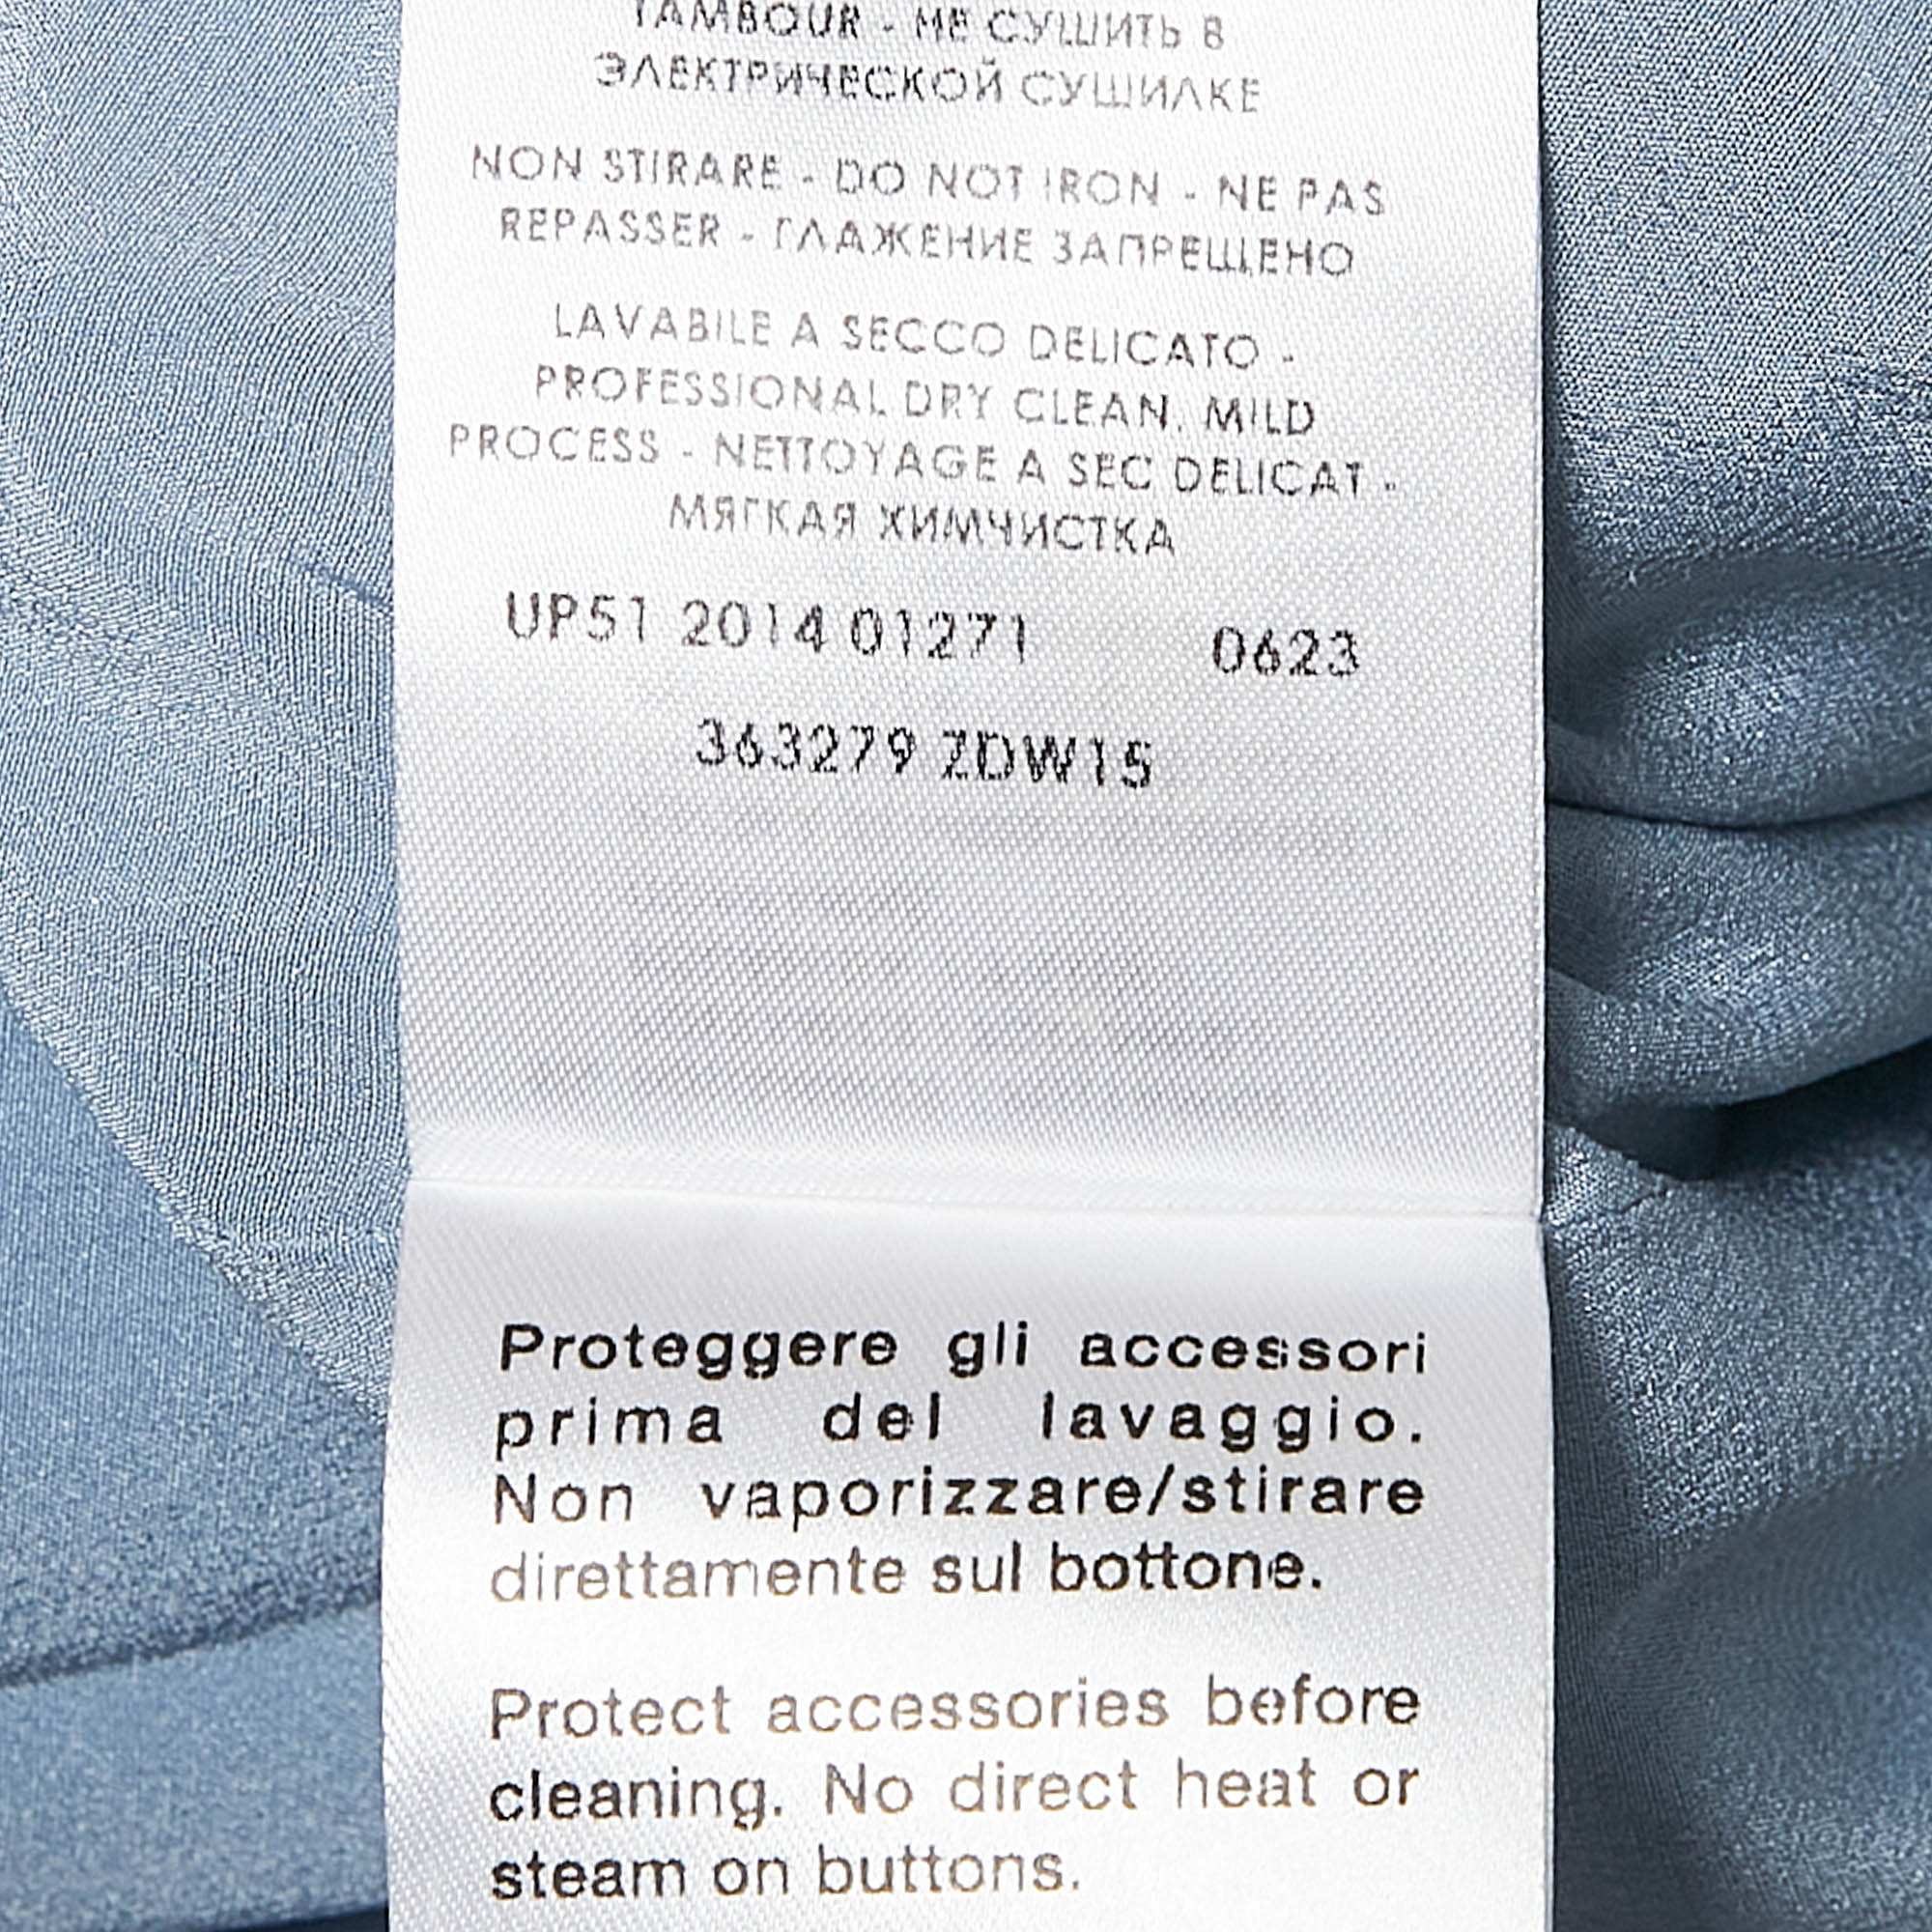 TAMBOUR - НЕ СУШИТЬ В
ЭЛЕКТРИЧЕСКОЙ СУШИЛКЕ
NON STIRARE - DO NOT IRON - NE PAS
REPASSER - ГЛАЖЕНИЕ ЗАПРЕЩЕНО
LAVABILE A SECCO DELICATO -
PROFESSIONAL DRY CLEAN, MILD
PROCESS - NETTOYAGE A SEC DELICAT -
МЯГКАЯ ХИМЧИСТКА
UP51 2014 01271 0623
363279 ZDW15
Proteggere gli accessori
prima del lavaggio.
Non vaporizzare/stirare
direttamente sul bottone.
Protect accessories before
cleaning. No direct heat or
steam on buttons.